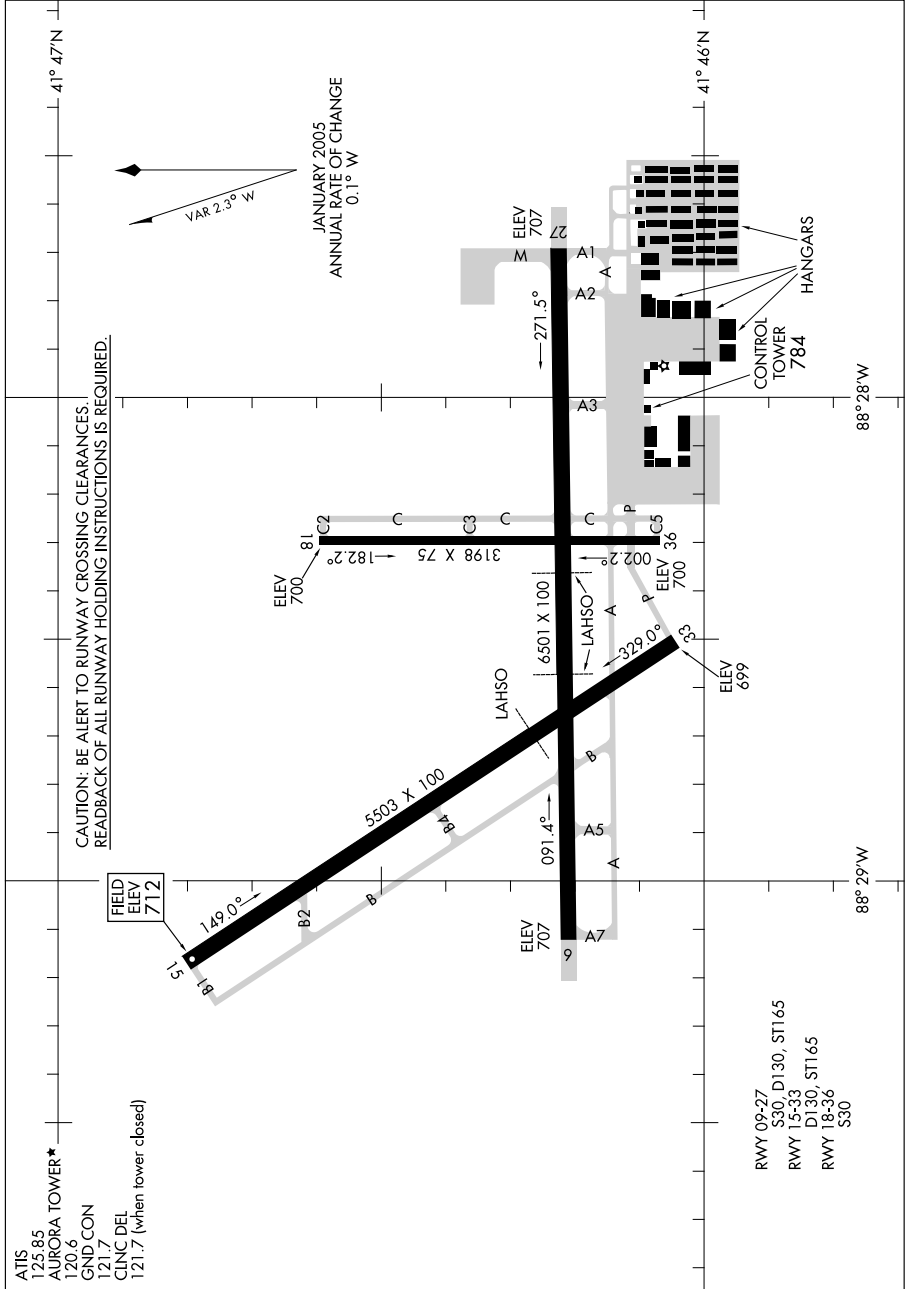 ATIS
125.85
AURORA TOWER★
120.6
GND CON
121.7
CLNC DEL
121.7 (when tower closed)
CAUTION: BE ALERT TO RUNWAY CROSSING CLEARANCES.
READBACK OF ALL RUNWAY HOLDING INSTRUCTIONS IS REQUIRED.
41° 47'N
VAR 2.3° W
JANUARY 2005
ANNUAL RATE OF CHANGE
0.1° W
FIELD
ELEV
712
15
149.0°
B1
B2
B
B4
5503 X 100
LAHSO
B
329.0°
33
ELEV
699
ELEV
700
18
182.2°
3198 X 75
002.2°
36
ELEV
700
C2
C
C3
C
C
C5
P
P
ELEV
707
9
091.4°
6501 X 100
LAHSO
271.5°
27
ELEV
707
A7
A5
A
A
A3
A2
A1
A
W
CONTROL
TOWER
784
HANGARS
41° 46'N
88° 29'W
88° 28'W
RWY 09-27
S30, D130, ST165
RWY 15-33
D130, ST165
RWY 18-36
S30